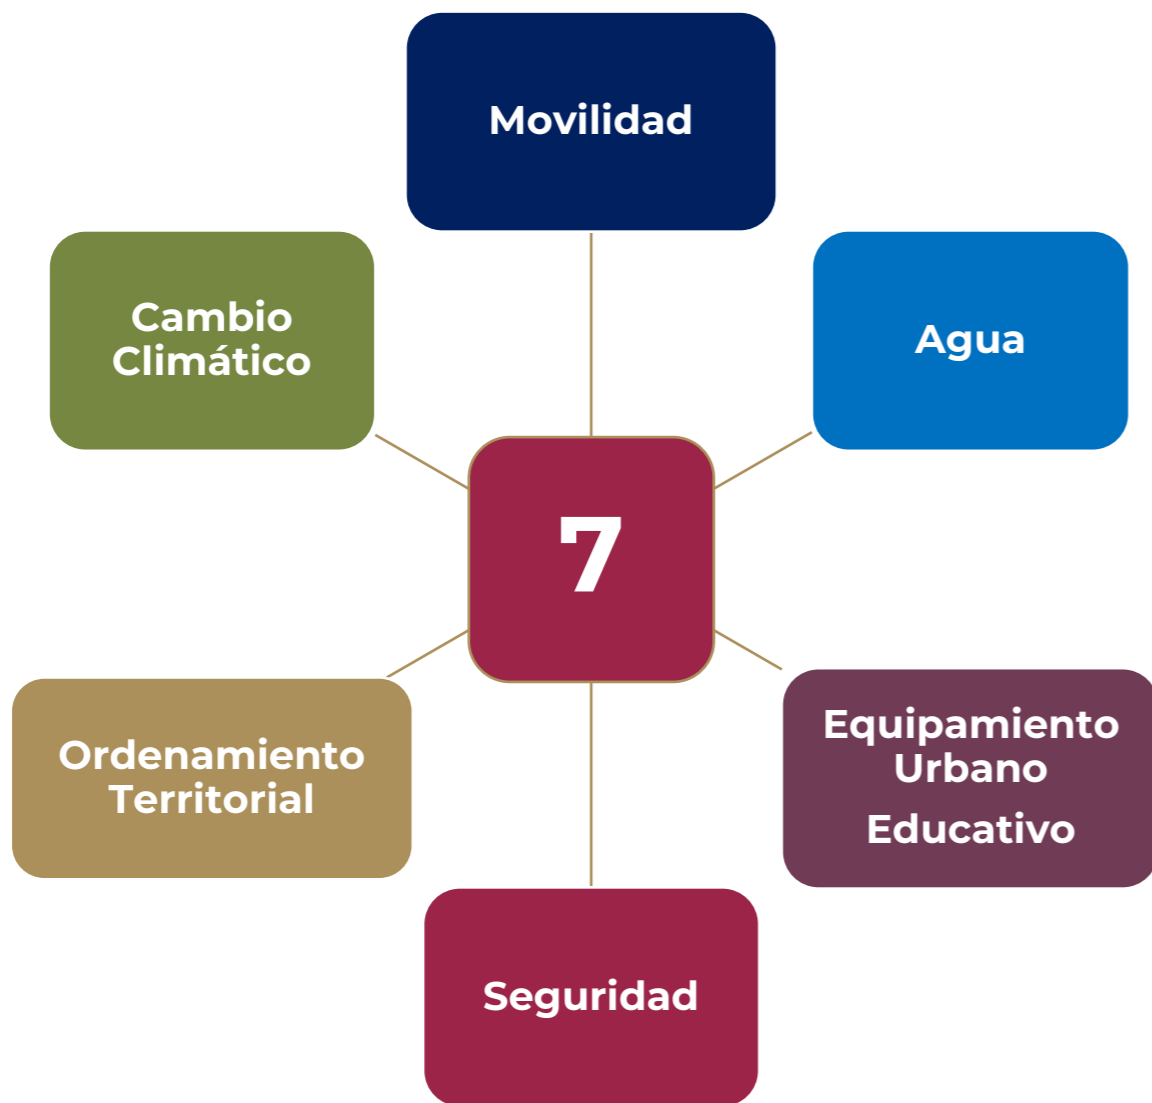 Movilidad
Cambio
Climático
Agua
7
Ordenamiento
Territorial
Equipamiento
Urbano
Educativo
Seguridad